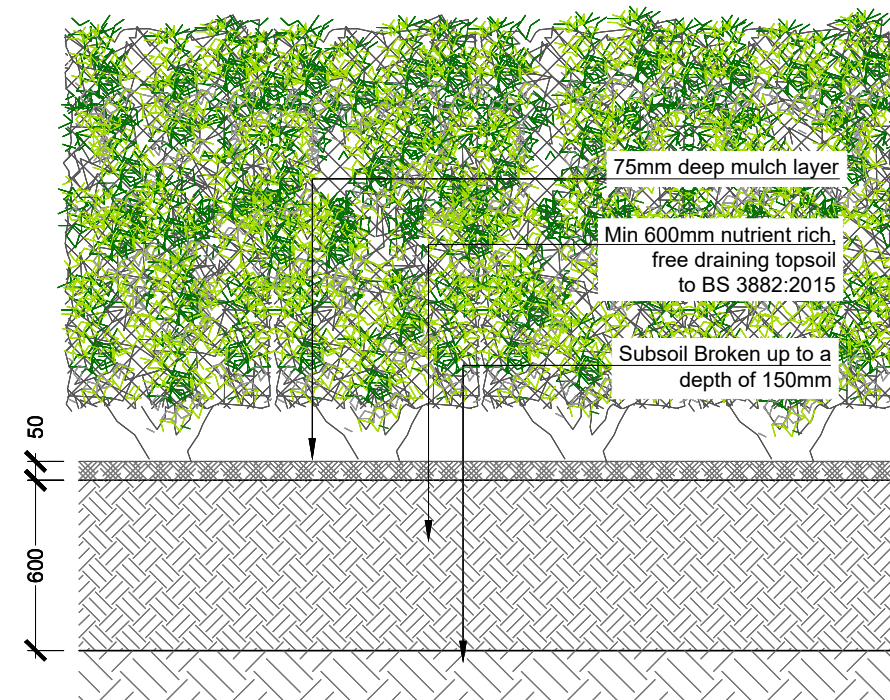 75mm deep mulch layer
Min 600mm nutrient rich,
free draining topsoil
to BS 3882:2015
Subsoil Broken up to a
depth of 150mm
50
600